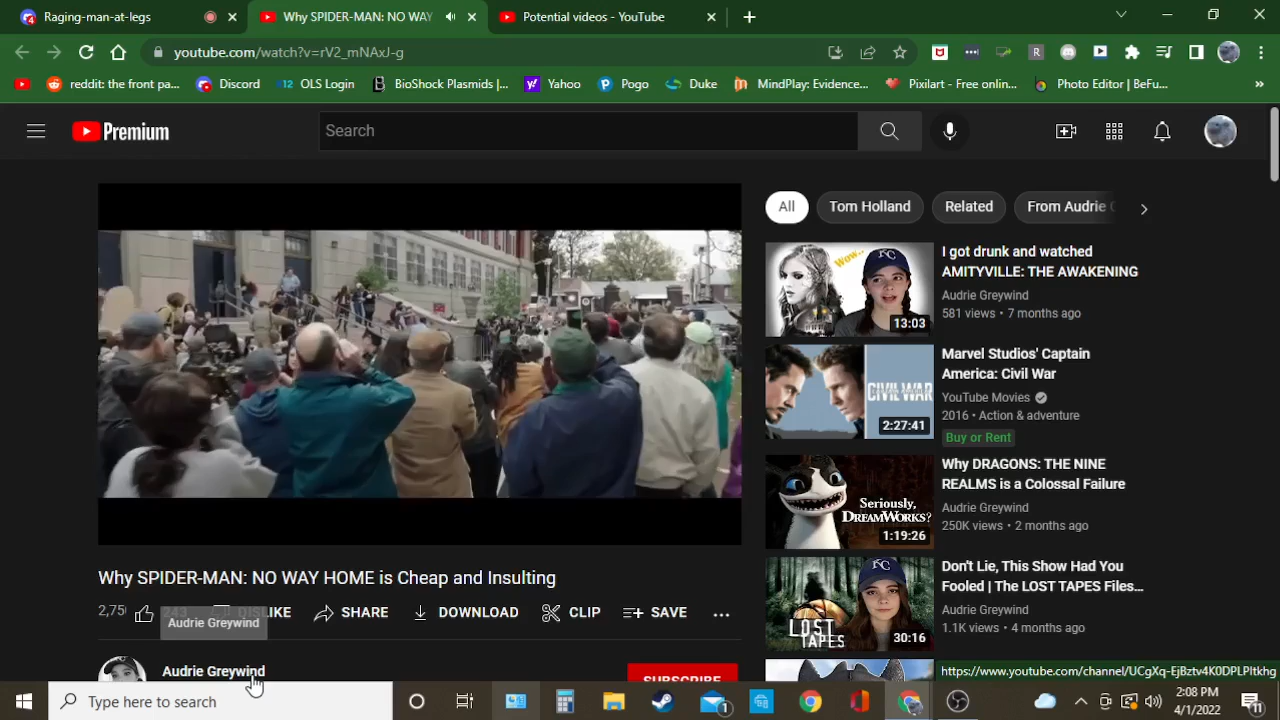 Raging-man-at-legs
Why SPIDER-MAN: NO WAY
Potential videos - YouTube
youtube.com/watch?v=rV2_mNAxJ-g
reddit: the front pa...
Discord
OLS Login
BioShock Plasmids |...
Yahoo
Pogo
Duke
MindPlay: Evidence...
Pixilart - Free onlin...
Photo Editor | BeFu...
Premium
Search
All
Tom Holland
Related
From Audrie G
I got drunk and watched
AMITYVILLE: THE AWAKENING
Audrie Greywind
581 views • 7 months ago
Wow..
13:03
Marvel Studios' Captain
America: Civil War
YouTube Movies
2016 • Action & adventure
Buy or Rent
CIVIL WAR
2:27:41
Why DRAGONS: THE NINE
REALMS is a Colossal Failure
Audrie Greywind
250K views • 2 months ago
Seriously,
DREAMWORKS?
1:19:26
Don't Lie, This Show Had You
Fooled | The LOST TAPES Files...
Audrie Greywind
1.1K views • 4 months ago
LOST
TAPES
30:16
Why SPIDER-MAN: NO WAY HOME is Cheap and Insulting
243
DISLIKE
SHARE
DOWNLOAD
CLIP
SAVE
Audrie Greywind
Audrie Greywind
SUBSCRIBE
https://www.youtube.com/channel/UCgXq-EjBztv4K0DPLPItkhg
Type here to search
2:08 PM
4/1/2022